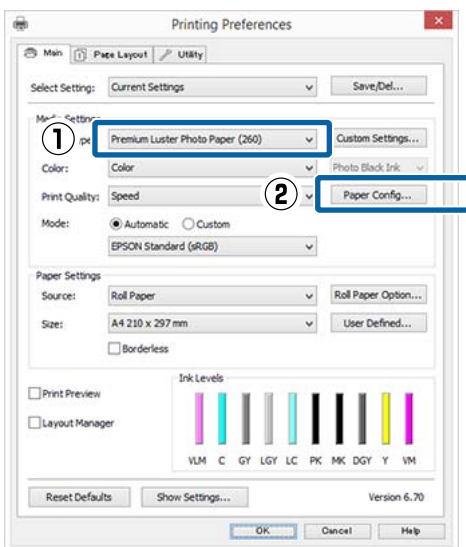 Printing Preferences
Main Page Layout Utility
Select Setting: Current Settings Save/Del...
Media Settings
① Premium Luster Photo Paper (260) Custom Settings...
Color: Color Photo Black Ink
Print Quality: Speed ② Paper Config...
Mode: Automatic Custom
EPSON Standard (sRGB)
Paper Settings
Source: Roll Paper Roll Paper Option...
Size: A4 210 x 297 mm User Defined...
Borderless
Ink Levels
Print Preview
Layout Manager
VLM C GY LGY LC PK MK DGY Y VM
Reset Defaults Show Settings... Version 6.70
OK Cancel Help